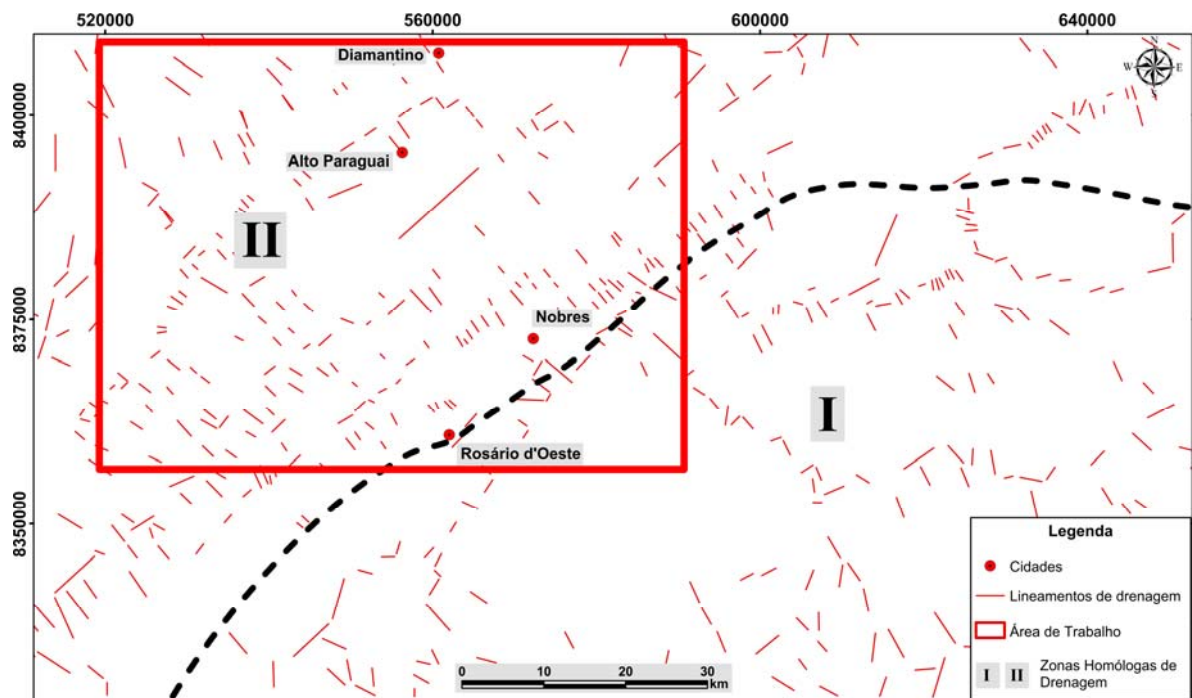 520000
560000
600000
640000
8400000
8375000
8350000
N
W E
S
Diamantino
Alto Paraguai
II
Nobres
I
Rosário d'Oeste
Legenda
Cidades
Lineamentos de drenagem
Área de Trabalho
I II Zonas Homólogas de
Drenagem
0 10 20 30
km